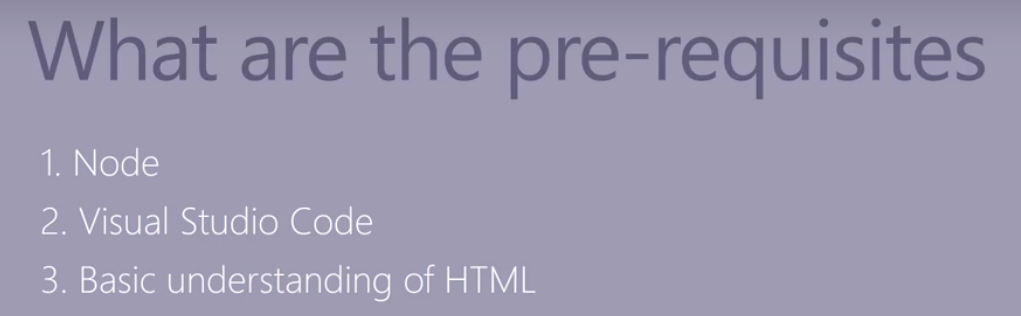 What are the pre-requisites
1. Node
2. Visual Studio Code
3. Basic understanding of HTML